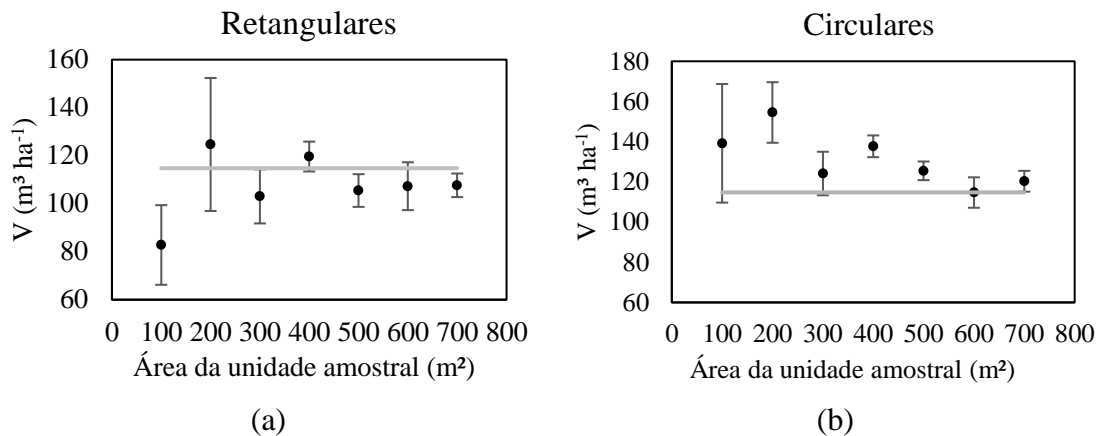 Retangulares
160
140
120
100
80
60
V (m³ ha⁻¹)
0 100 200 300 400 500 600 700 800
Área da unidade amostral (m²)
(a)
Circulares
180
160
140
120
100
80
60
V (m³ ha⁻¹)
0 100 200 300 400 500 600 700 800
Área da unidade amostral (m²)
(b)